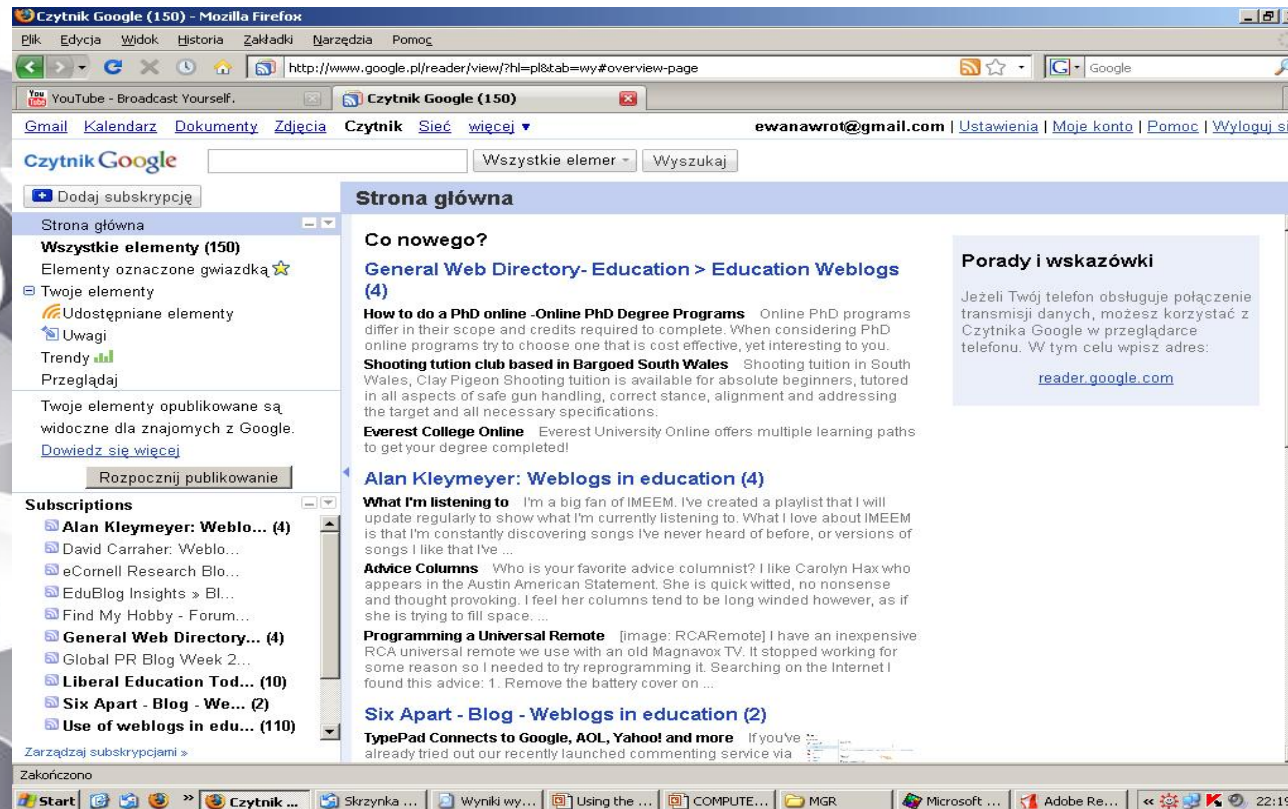 Czytnik Google (150) - Mozilla Firefox
Plik Edycja Widok Historia Zakładki Narzędzia Pomoc
http://www.google.pl/reader/view/?hl=pl&tab=wy#overview-page
Google
YouTube - Broadcast Yourself.
Czytnik Google (150)
Gmail Kalendarz Dokumenty Zdjęcia Czytnik Sieć więcej ▼
ewanawrot@gmail.com | Ustawienia | Moje konto | Pomoc | Wyloguj si
Czytnik Google
Wszystkie elemer
Wyszukaj
Dodaj subskrypcję
Strona główna
Wszystkie elementy (150)
Elementy oznaczone gwiazdką
Twoje elementy
Udostępniane elementy
Uwagi
Trendy
Przeglądaj
Twoje elementy opublikowane są
widoczne dla znajomych z Google.
Dowiedz się więcej
Rozpocznij publikowanie
Subscriptions
Alan Kleymeyer: Weblo... (4)
David Carraher: Weblo...
eCornell Research Blo...
EduBlog Insights » Bl...
Find My Hobby - Forum...
General Web Directory... (4)
Global PR Blog Week 2...
Liberal Education Tod... (10)
Six Apart - Blog - We... (2)
Use of weblogs in edu... (110)
Zarządzaj subskrypcjami »
Strona główna
Co nowego?
General Web Directory- Education > Education Weblogs
(4)
How to do a PhD online -Online PhD Degree Programs Online PhD programs
differ in their scope and credits required to complete. When considering PhD
online programs try to choose one that is cost effective, yet interesting to you.
Shooting tution club based in Bargoed South Wales Shooting tuition in South
Wales, Clay Pigeon Shooting tuition is available for absolute beginners, tutored
in all aspects of safe gun handling, correct stance, alignment and addressing
the target and all necessary specifications.
Everest College Online Everest University Online offers multiple learning paths
to get your degree completed!
Alan Kleymeyer: Weblogs in education (4)
What I'm listening to I'm a big fan of IMEEM. I've created a playlist that I will
update regularly to show what I'm currently listening to. What I love about IMEEM
is that I'm constantly discovering songs I've never heard of before, or versions of
songs I like that I've ...
Advice Columns Who is your favorite advice columnist? I like Carolyn Hax who
appears in the Austin American Statement. She is quick witted, no nonsense
and thought provoking. I feel her columns tend to be long winded however, as if
she is trying to fill space. ...
Programming a Universal Remote [image: RCARemote] I have an inexpensive
RCA universal remote we use with an old Magnavox TV. It stopped working for
some reason so I needed to try reprogramming it. Searching on the Internet I
found this advice: 1. Remove the battery cover on ...
Six Apart - Blog - Weblogs in education (2)
TypePad Connects to Google, AOL, Yahoo! and more If you've
already tried out our recently launched commenting service via
Porady i wskazówki
Jeżeli Twój telefon obsługuje połączenie
transmisji danych, możesz korzystać z
Czytnika Google w przeglądarce
telefonu. W tym celu wpisz adres:
reader.google.com
Zakończono
Start » Czytnik ... Skrzynka ... Wyniki wy... Using the ... COMPUTE... MGR Microsoft ... Adobe Re... «